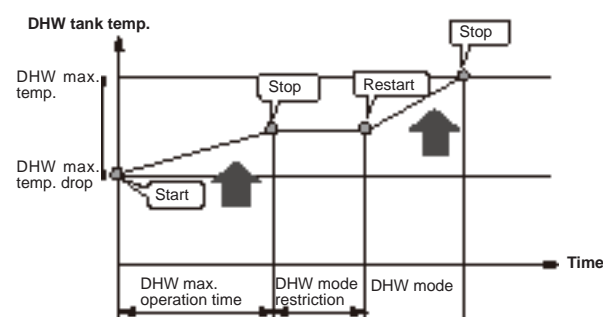 DHW tank temp.
Stop
DHW max.
temp.
Stop
Restart
DHW max.
temp. drop
Start
Time
DHW max.
operation time
DHW mode
restriction
DHW mode